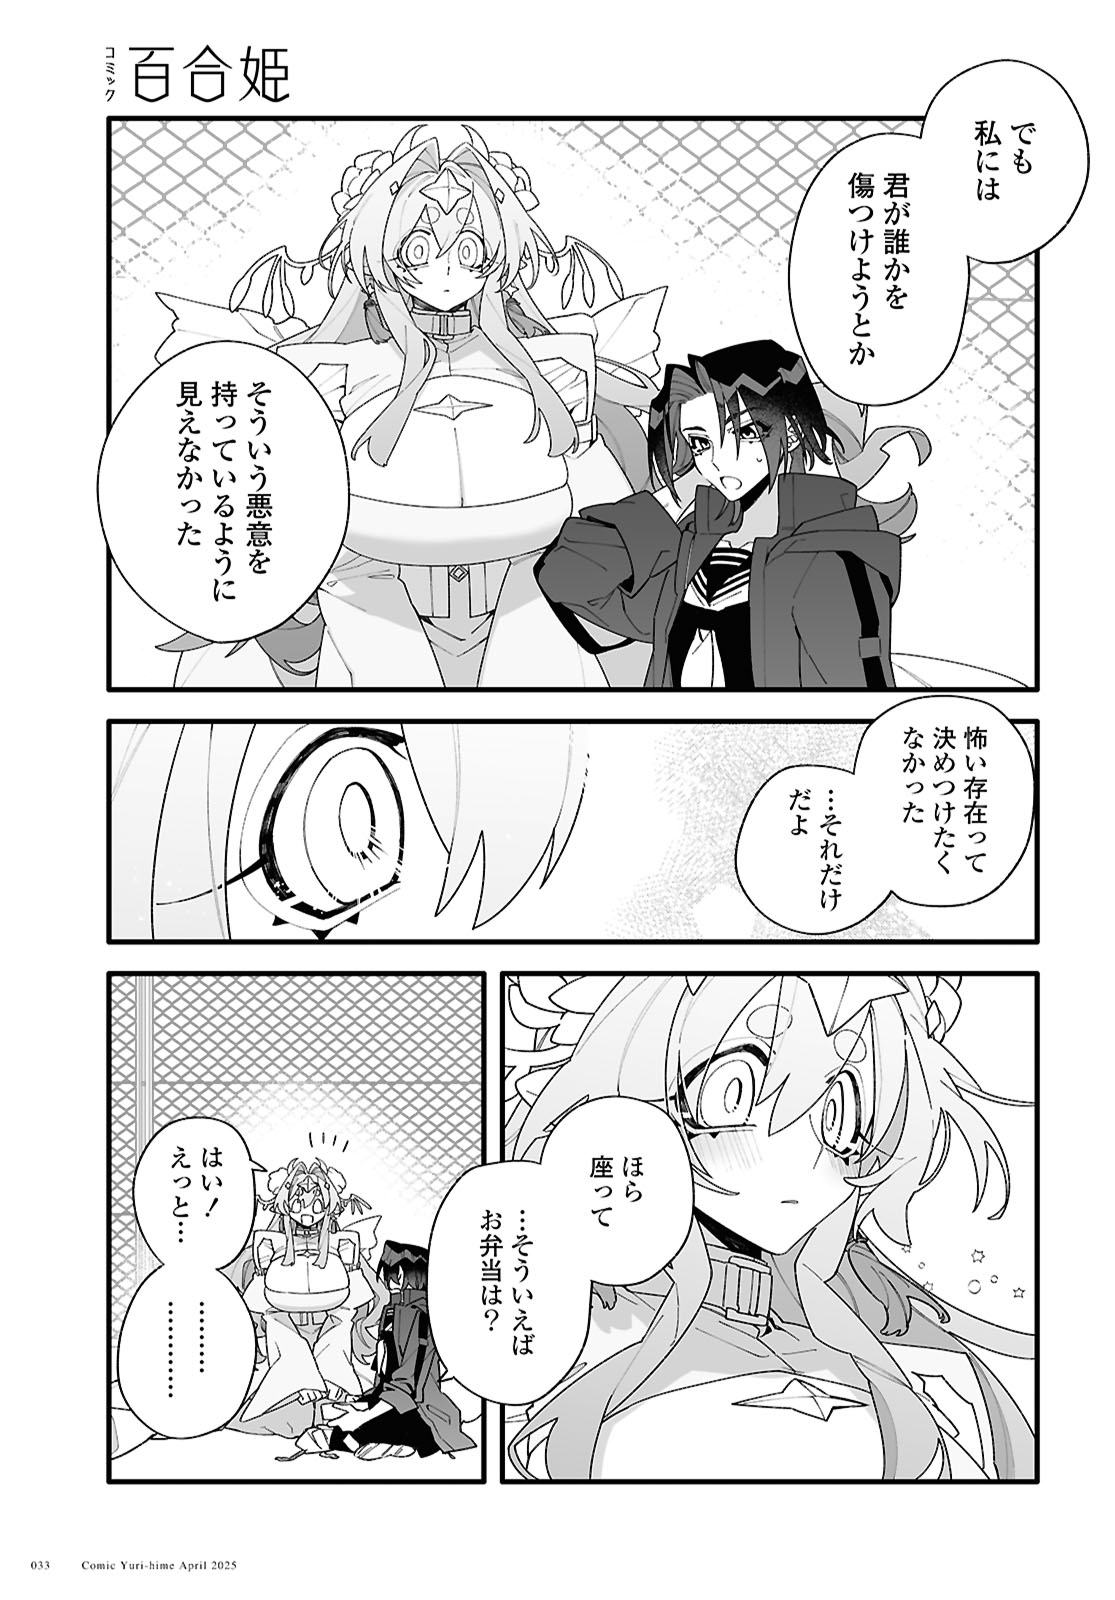 コミック百合姫
でも
私には
君が誰かを
傷つけようとか
そういう悪意を
持っているように
見えなかった
怖い存在って
決めつけたく
なかった
…それだけ
だよ
ほら
座って
…そういえば
お弁当は?
はい!
えっと…
………
…………
033 Comic Yuri-hime April 2025